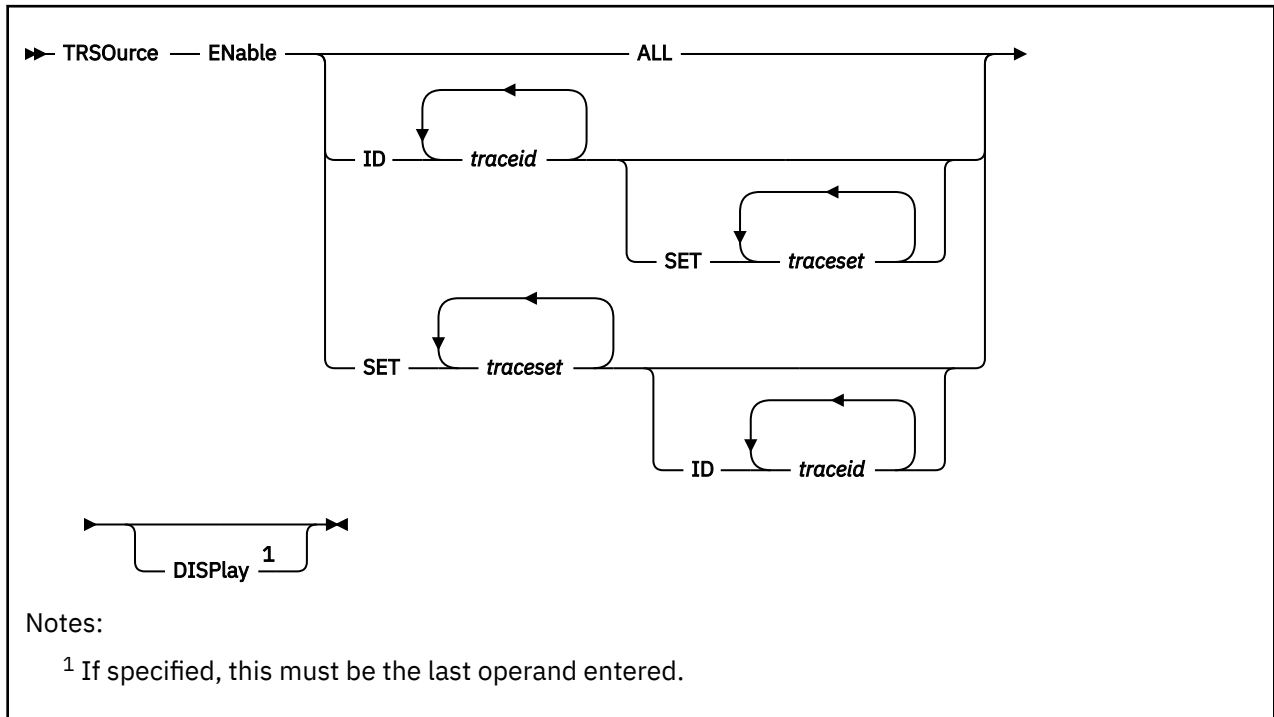 TRSOurce ENable ALL
ID traceid
SET traceset
SET traceset
ID traceid
DISPlay 1
Notes:
1 If specified, this must be the last operand entered.